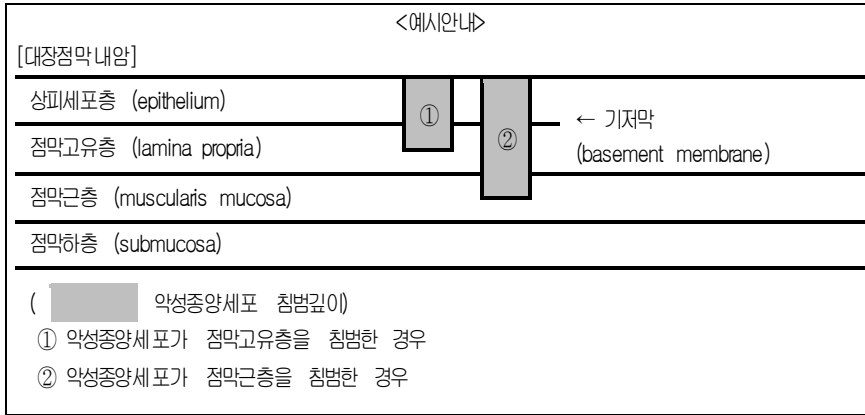 <예시안내>
[대장점막내암]
상피세포층 (epithelium)
①
← 기저막
점막고유층 (lamina propria)
②
(basement membrane)
점막근층 (muscularis mucosa)
점막하층 (submucosa)
( 악성종양세포 침범깊이)
① 악성종양세포가 점막고유층을 침범한 경우
② 악성종양세포가 점막근층을 침범한 경우